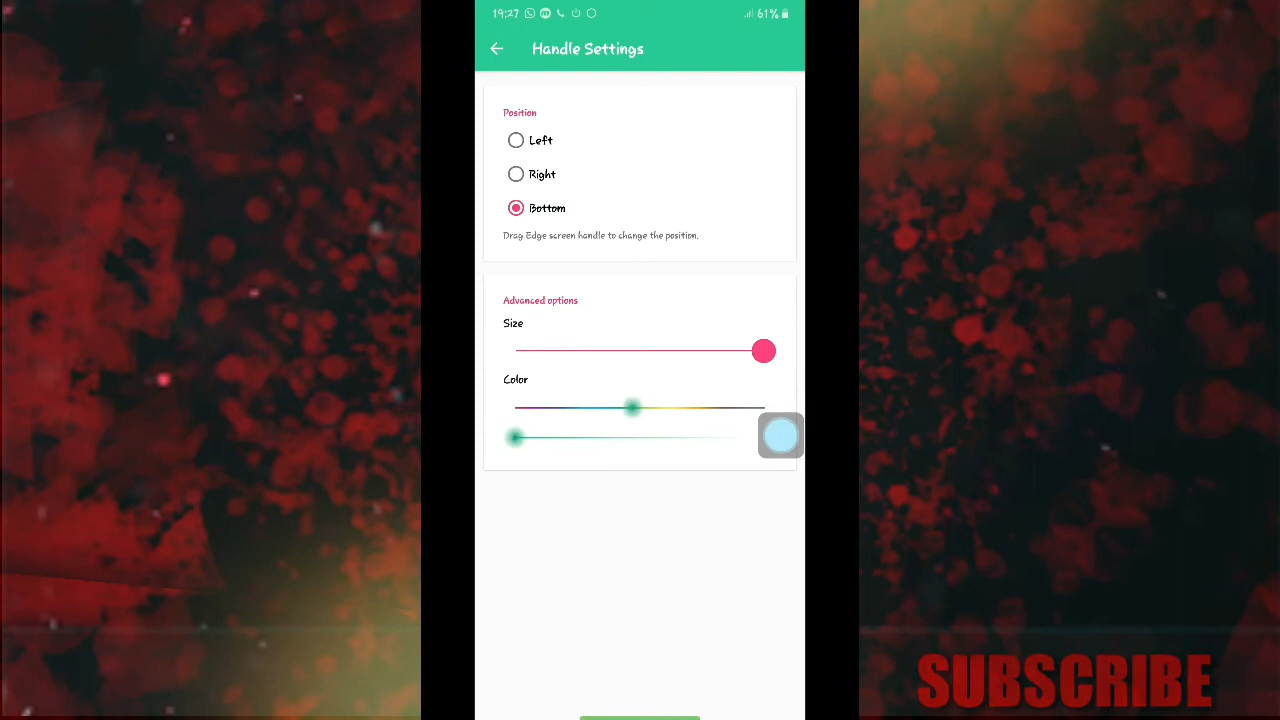 19:27
61%
Handle Settings
Position
Left
Right
Bottom
Drag Edge screen handle to change the position.
Advanced options
Size
Color
SUBSCRIBE